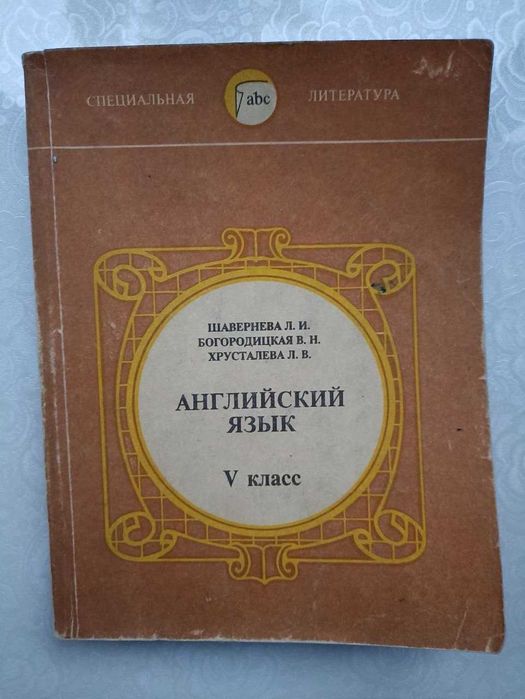 СПЕЦИАЛЬНАЯ abc ЛИТЕРАТУРА
ШАВЕРНЕВА Л. И.
БОГОРОДИЦКАЯ В. Н.
ХРУСТАЛЕВА Л. В.
АНГЛИЙСКИЙ
ЯЗЫК
V класс